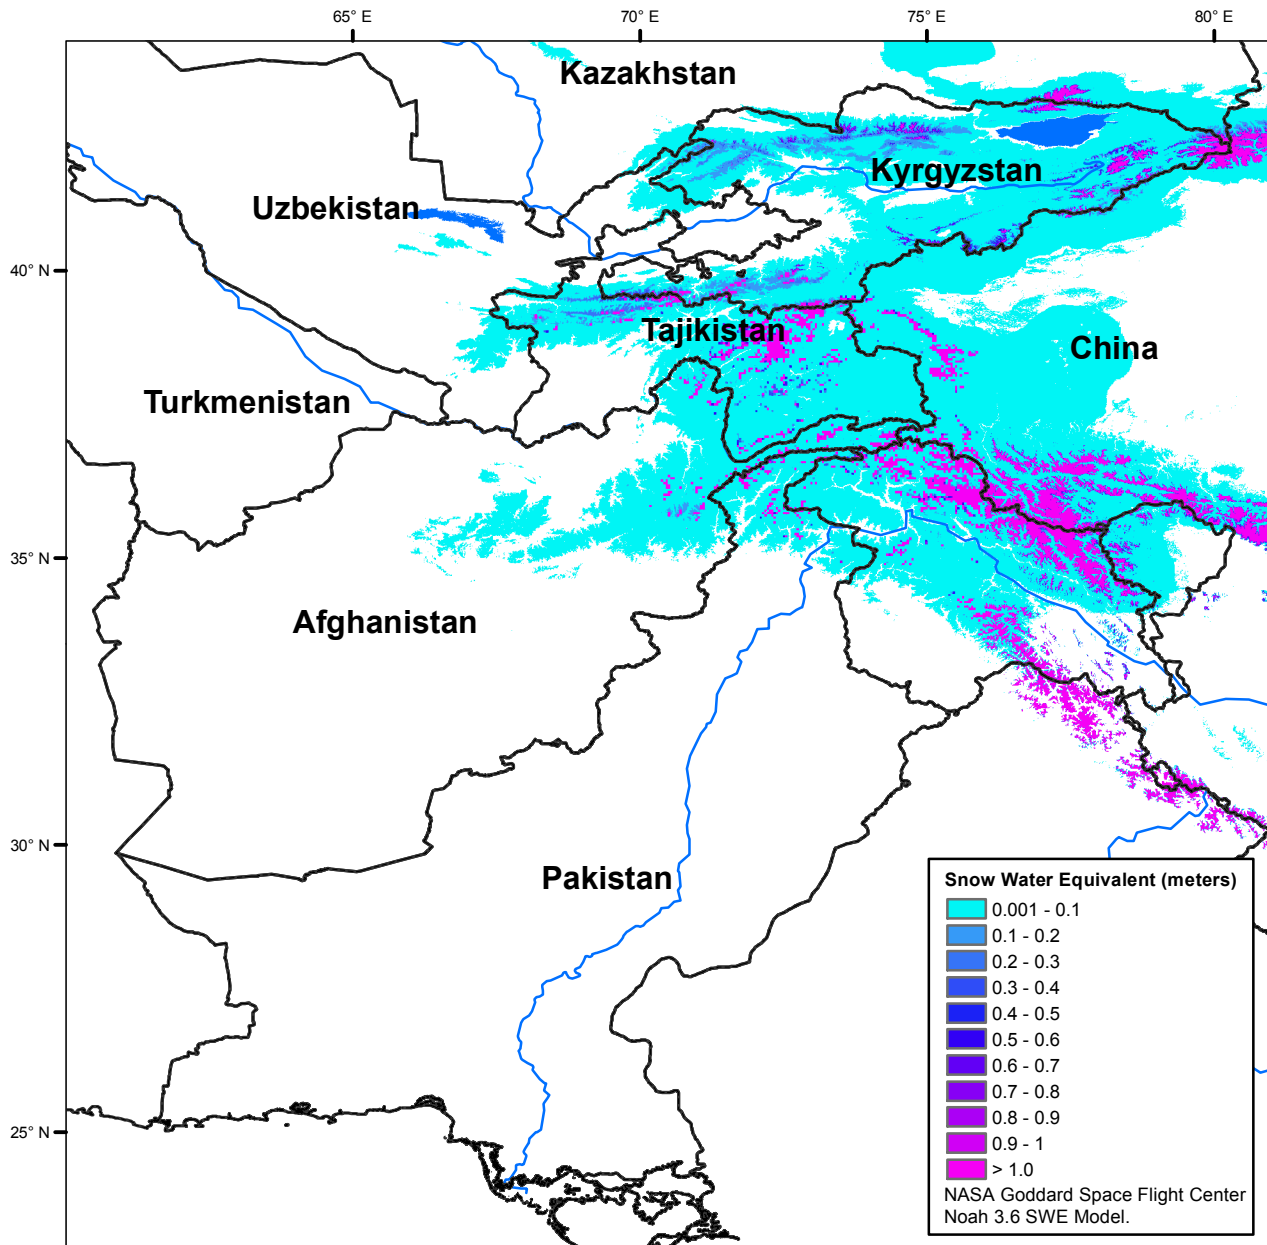 65° E
70° E
75° E
80° E
Kazakhstan
Kyrgyzstan
Uzbekistan
40° N
Tajikistan
China
Turkmenistan
35° N
Afghanistan
30° N
Pakistan
25° N
Snow Water Equivalent (meters)
0.001 - 0.1
0.1 - 0.2
0.2 - 0.3
0.3 - 0.4
0.4 - 0.5
0.5 - 0.6
0.6 - 0.7
0.7 - 0.8
0.8 - 0.9
0.9 - 1
> 1.0
NASA Goddard Space Flight Center
Noah 3.6 SWE Model.